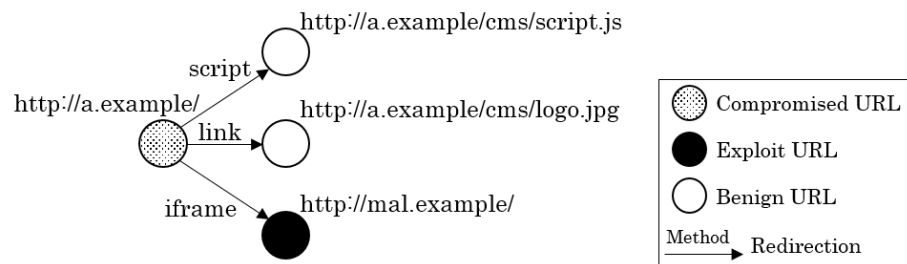 http://a.example/cms/script.js
script
http://a.example/
http://a.example/cms/logo.jpg
link
iframe
http://mal.example/
Compromised URL
Exploit URL
Benign URL
Method
Redirection